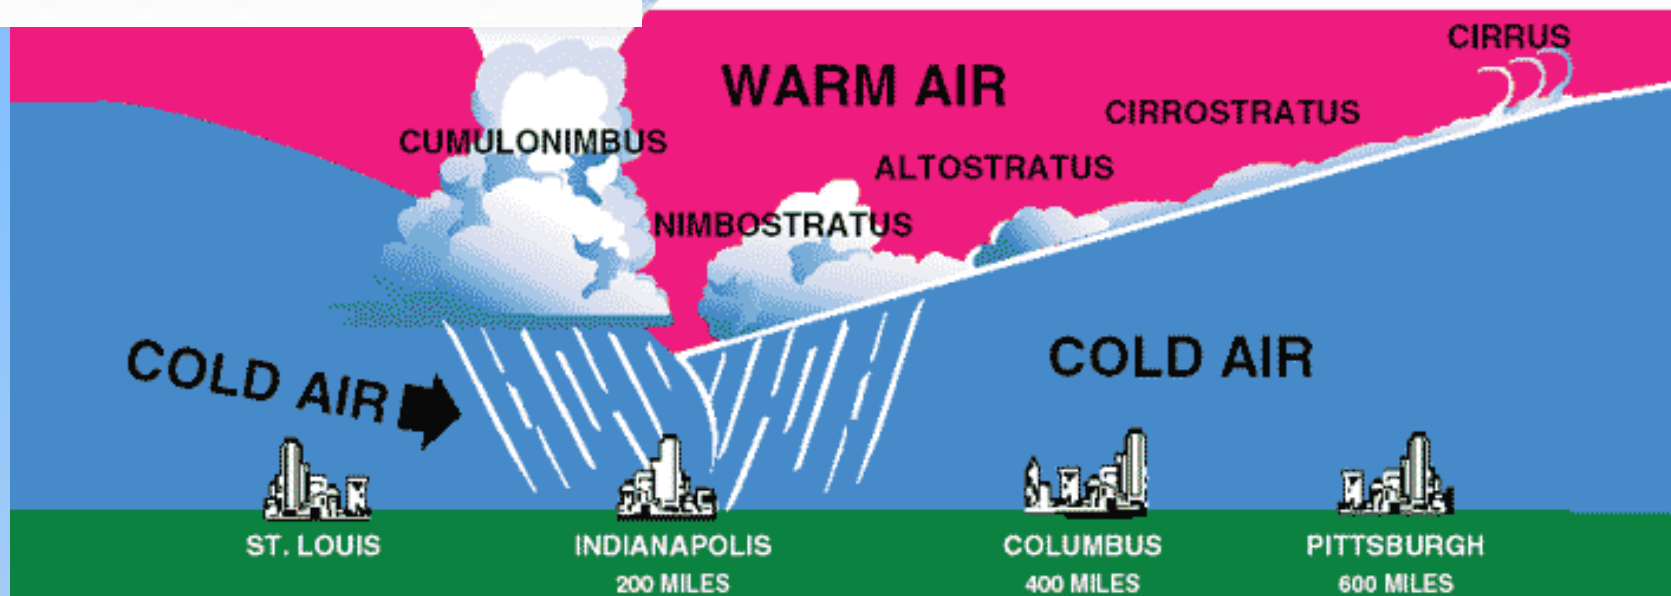 CIRRUS
WARM AIR
CIRROSTRATUS
CUMULONIMBUS
ALTOSTRATUS
NIMBOSTRATUS
COLD AIR
COLD AIR
ST. LOUIS
INDIANAPOLIS
200 MILES
COLUMBUS
400 MILES
PITTSBURGH
600 MILES